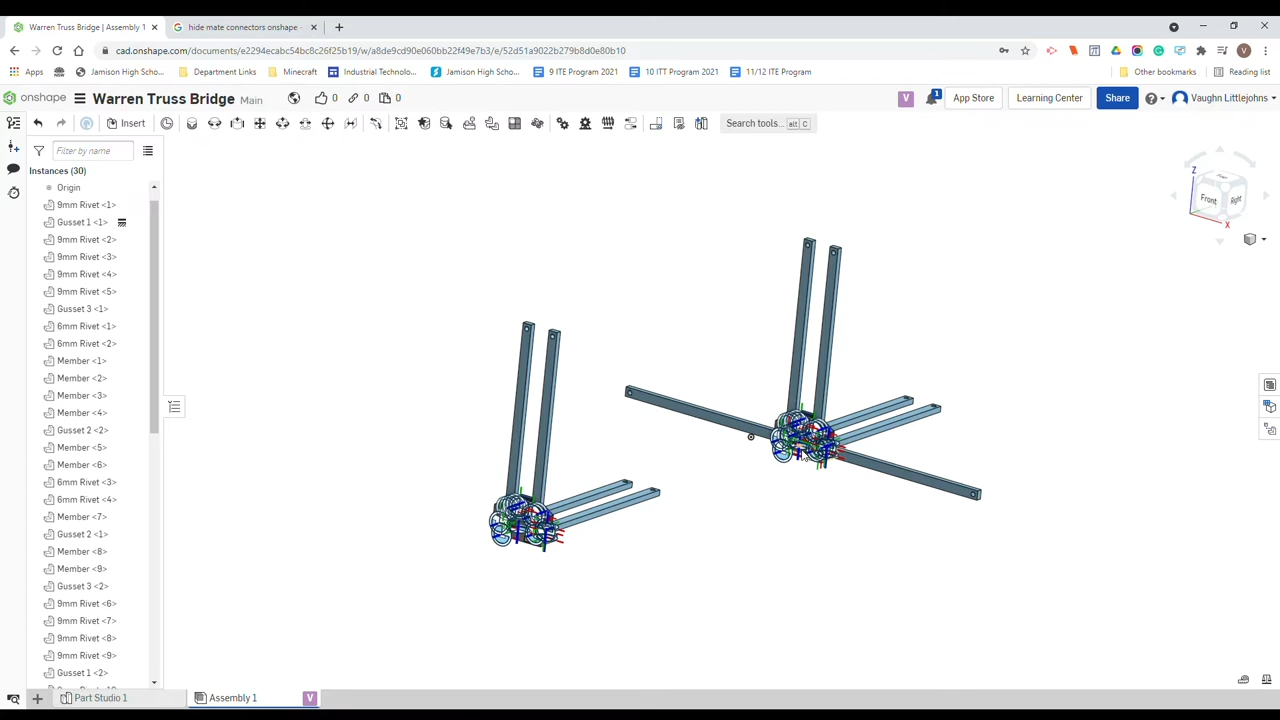 Warren Truss Bridge | Assembly 1
hide mate connectors onshape -
cad.onshape.com/documents/e2294ecabc54bc8c26f25b19/w/a8de9cd90e060bb22f49e7b3/e/52d51a9022b279b8d0e80b10
Apps
Jamison High Scho...
Department Links
Minecraft
Industrial Technolo...
Jamison High Scho...
9 ITE Program 2021
10 ITT Program 2021
11/12 ITE Program
Other bookmarks
Reading list
onshape
Warren Truss Bridge Main
0 0 0
V
1
App Store
Learning Center
Share
Vaughn Littlejohns
Insert
Search tools... alt C
Filter by name
Instances (30)
Origin
9mm Rivet <1>
Gusset 1 <1>
9mm Rivet <2>
9mm Rivet <3>
9mm Rivet <4>
9mm Rivet <5>
Gusset 3 <1>
6mm Rivet <1>
6mm Rivet <2>
Member <1>
Member <2>
Member <3>
Member <4>
Gusset 2 <2>
Member <5>
Member <6>
6mm Rivet <3>
6mm Rivet <4>
Member <7>
Gusset 2 <1>
Member <8>
Member <9>
Gusset 3 <2>
9mm Rivet <6>
9mm Rivet <7>
9mm Rivet <8>
9mm Rivet <9>
Gusset 1 <2>
Z
Front
Right
X
Part Studio 1
Assembly 1
V